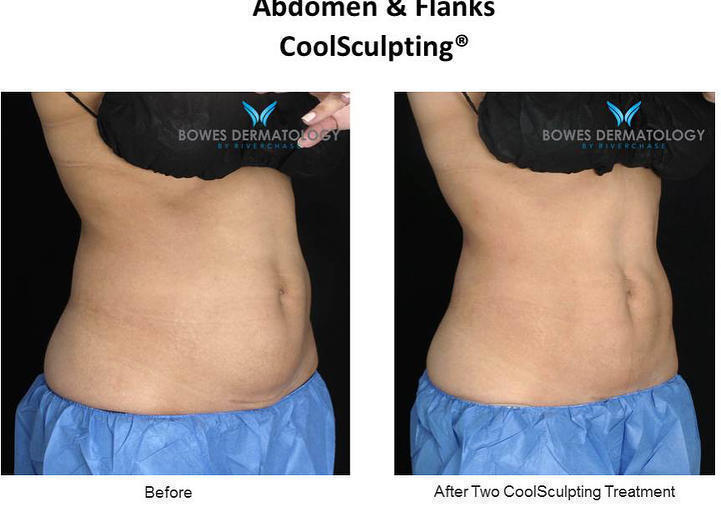 Abdomen & Flanks
CoolSculpting®
BOWES DERMATOLOGY
BY RIVERCHASE
BOWES DERMATOLOGY
BY RIVERCHASE
Before
After Two CoolSculpting Treatment